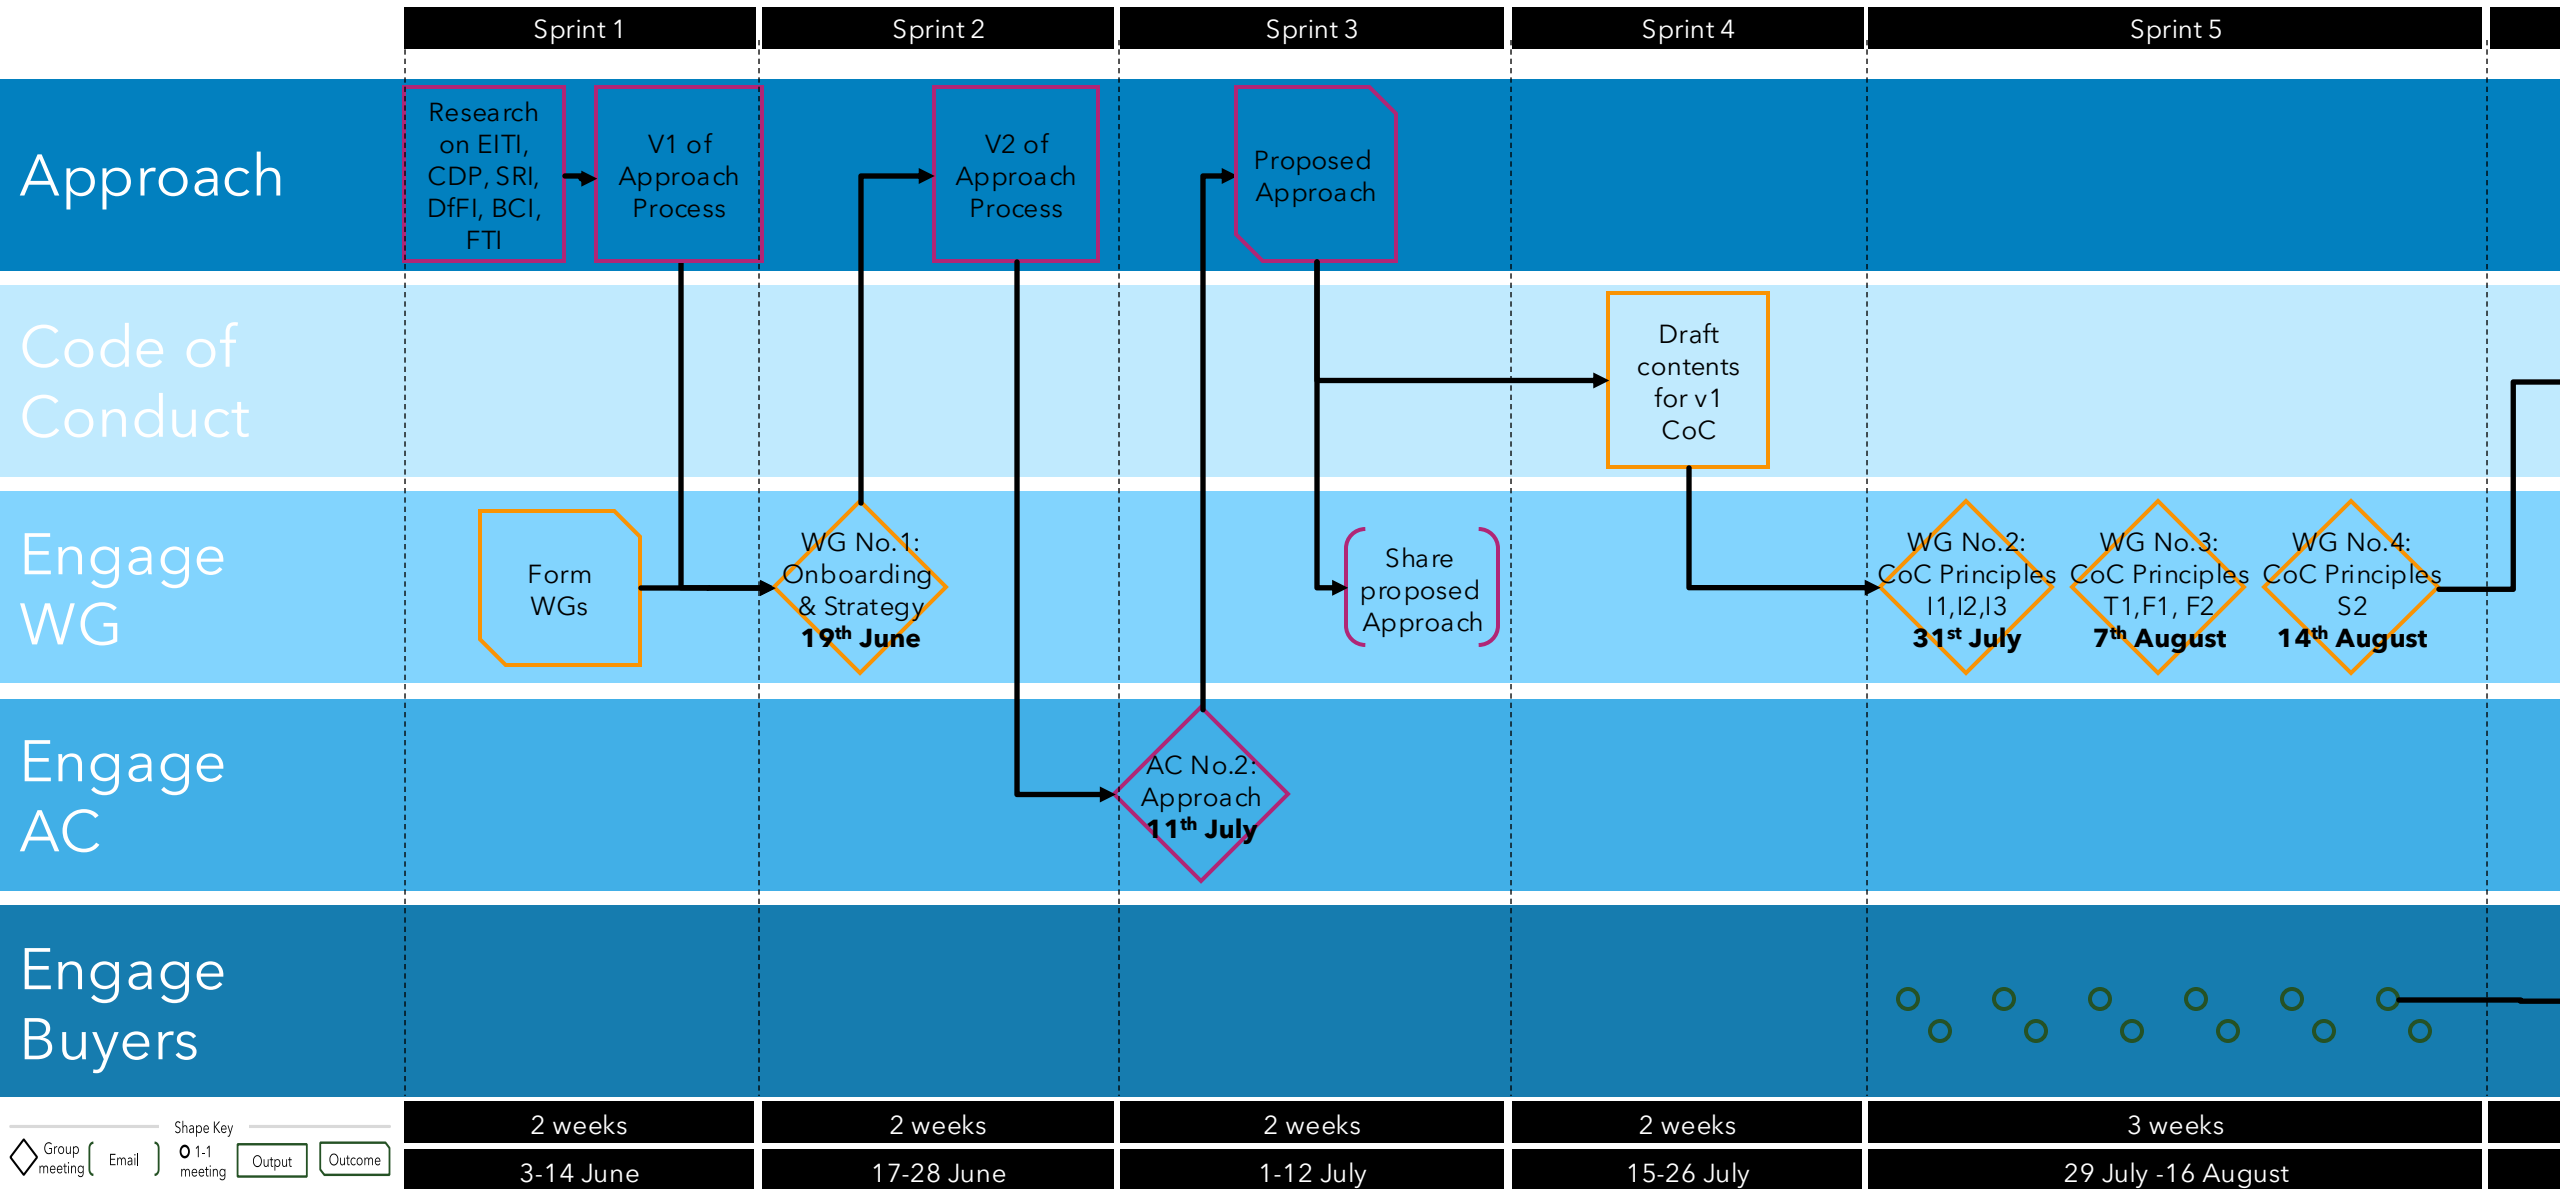 Sprint 1
Sprint 2
Sprint 3
Sprint 4
Sprint 5
Approach
Research
on EITI,
CDP, SRI,
DfFI, BCI,
FTI
V1 of
Approach
Process
V2 of
Approach
Process
Proposed
Approach
Code of
Conduct
Draft
contents
for v1
CoC
Engage
WG
Form
WGs
WG No.1:
Onboarding
& Strategy
19th June
Share
proposed
Approach
WG No.2:
CoC Principles
I1,I2,I3
31st July
WG No.3:
CoC Principles
T1,F1, F2
7th August
WG No.4:
CoC Principles
S2
14th August
Engage
AC
AC No.2:
Approach
11th July
Engage
Buyers
Shape Key
Group
meeting
Email
1-1
meeting
Output
Outcome
2 weeks
2 weeks
2 weeks
2 weeks
3 weeks
3-14 June
17-28 June
1-12 July
15-26 July
29 July -16 August